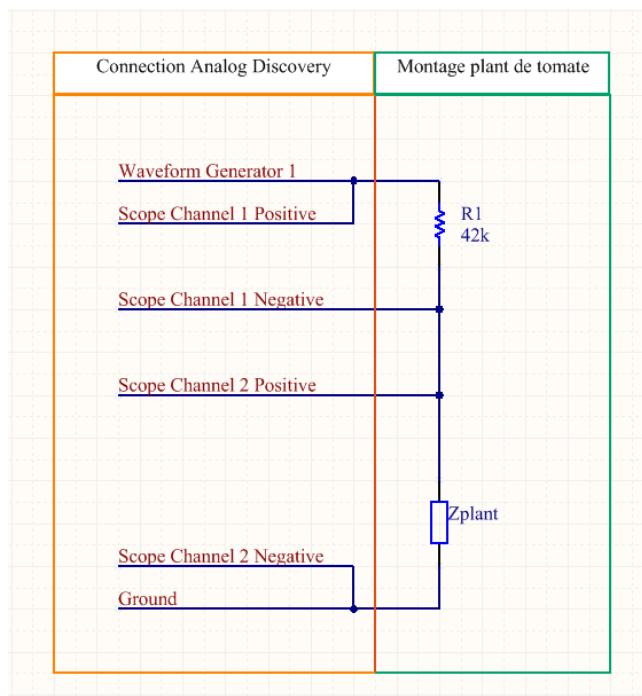 Connection Analog Discovery
Montage plant de tomate
Waveform Generator 1
Scope Channel 1 Positive
R1
42k
Scope Channel 1 Negative
Scope Channel 2 Positive
Zplant
Scope Channel 2 Negative
Ground